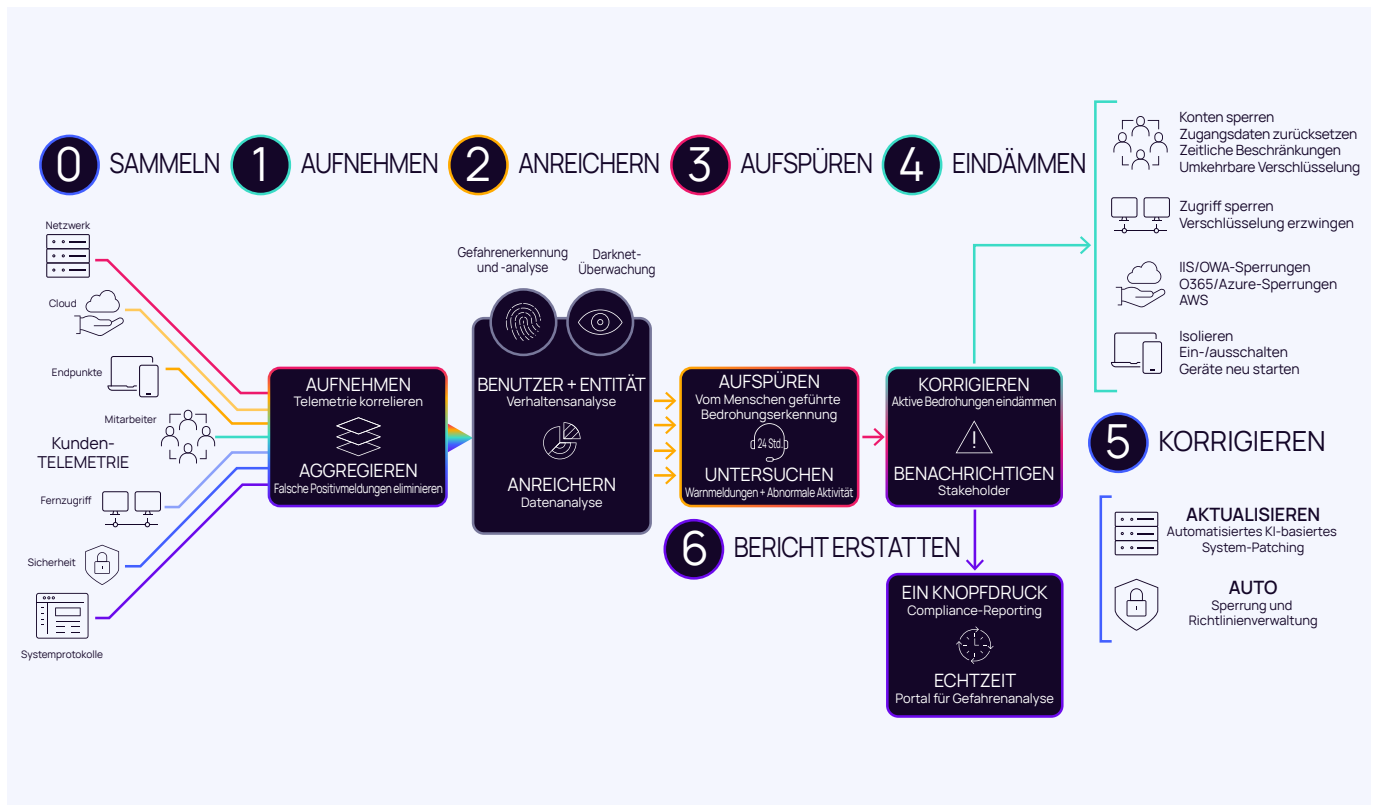 0 SAMMELN
1 AUFNEHMEN
2 ANREICHERN
3 AUFSPÜREN
4 EINDÄMMEN
Netzwerk
Cloud
Endpunkte
Mitarbeiter
Kunden-
TELEMETRIE
Fernzugriff
Sicherheit
Systemprotokolle
AUFNEHMEN
Telemetrie korrelieren
AGGREGIEREN
Falsche Positivmeldungen eliminieren
Gefahrenerkennung
und -analyse
Darknet-
Überwachung
BENUTZER + ENTITÄT
Verhaltensanalyse
ANREICHERN
Datenanalyse
AUFSPÜREN
Vom Menschen geführte
Bedrohungserkennung
24 Std.
UNTERSUCHEN
Warnmeldungen + Abnormale Aktivität
KORRIGIEREN
Aktive Bedrohungen eindämmen
BENACHRICHTIGEN
Stakeholder
Konten sperren
Zugangsdaten zurücksetzen
Zeitliche Beschränkungen
Umkehrbare Verschlüsselung
Zugriff sperren
Verschlüsselung erzwingen
IIS/OWA-Sperrungen
O365/Azure-Sperrungen
AWS
Isolieren
Ein-/ausschalten
Geräte neu starten
5 KORRIGIEREN
AKTUALISIEREN
Automatisiertes KI-basiertes
System-Patching
AUTO
Sperrung und
Richtlinienverwaltung
6 BERICHT ERSTATTEN
EIN KNOPFDRUCK
Compliance-Reporting
ECHTZEIT
Portal für Gefahrenanalyse